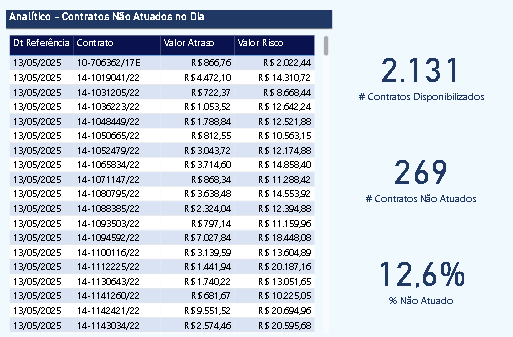 Analítico - Contratos Não Atuados no Dia
Dt Referência Contrato Valor Atraso Valor Risco
13/05/2025 10-706362/17E R$ 866,76 R$ 2.022,44
13/05/2025 14-1019041/22 R$ 4.472,10 R$ 14.310,72
13/05/2025 14-1031205/22 R$ 722,37 R$ 8.668,44
13/05/2025 14-1036223/22 R$ 1.053,52 R$ 12.642,24
13/05/2025 14-1048449/22 R$ 1.788,84 R$ 12.521,88
13/05/2025 14-1050665/22 R$ 812,55 R$ 10.563,15
13/05/2025 14-1052479/22 R$ 3.043,72 R$ 12.174,88
13/05/2025 14-1065834/22 R$ 3.714,60 R$ 14.858,40
13/05/2025 14-1071147/22 R$ 868,34 R$ 11.288,42
13/05/2025 14-1080795/22 R$ 3.638,48 R$ 14.553,92
13/05/2025 14-1088385/22 R$ 2.324,04 R$ 12.394,88
13/05/2025 14-1093503/22 R$ 797,14 R$ 11.159,96
13/05/2025 14-1094592/22 R$ 7.027,84 R$ 18.448,08
13/05/2025 14-1100116/22 R$ 3.139,59 R$ 13.604,89
13/05/2025 14-1112225/22 R$ 1.441,94 R$ 20.187,16
13/05/2025 14-1130643/22 R$ 1.740,22 R$ 13.051,65
13/05/2025 14-1141260/22 R$ 681,67 R$ 10.225,05
13/05/2025 14-1142421/22 R$ 9.551,52 R$ 20.694,96
13/05/2025 14-1143034/22 R$ 2.574,46 R$ 20.595,68
2.131
# Contratos Disponibilizados
269
# Contratos Não Atuados
12,6%
% Não Atuado